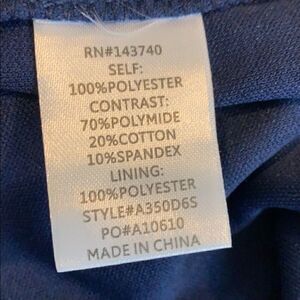 RN#143740
SELF:
100%POLYESTER
CONTRAST:
70%POLYMIDE
20%COTTON
10%SPANDEX
LINING:
100%POLYESTER
STYLE#A350D6S
PO#A10610
MADE IN CHINA